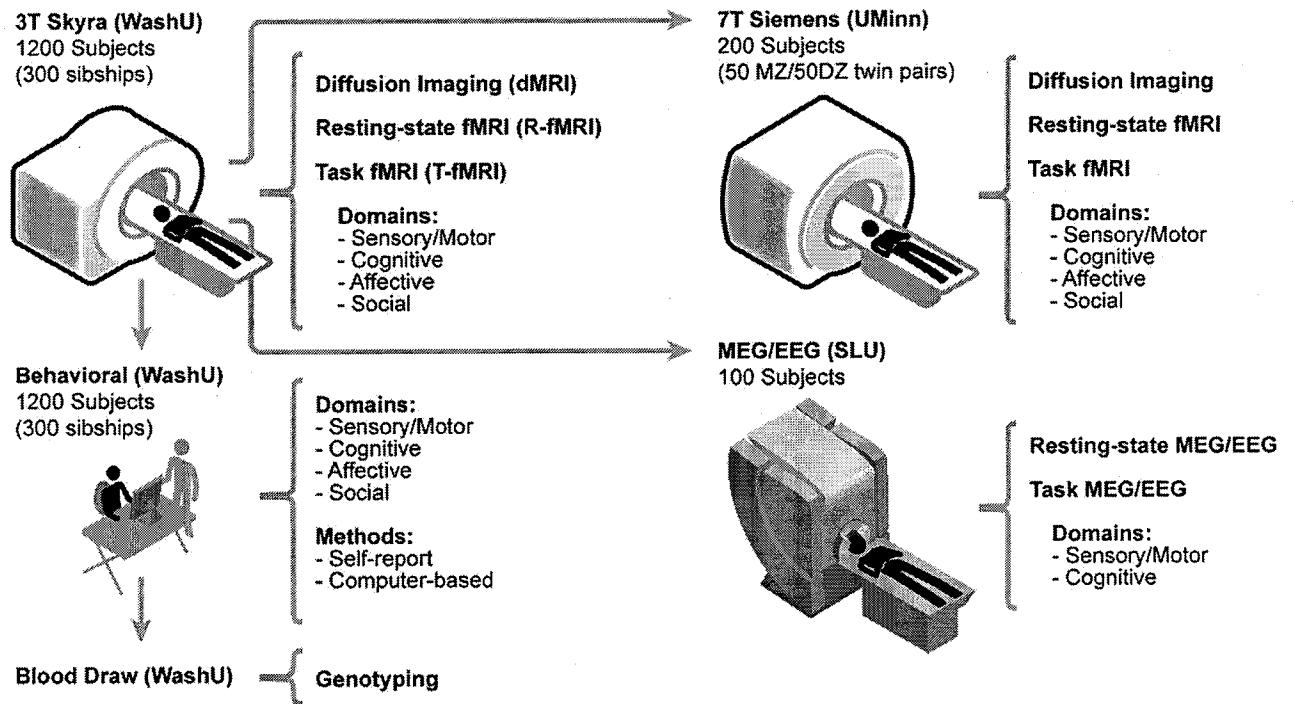 3T Skyra (WashU)
1200 Subjects
(300 sibships)
Diffusion Imaging (dMRI)
Resting-state fMRI (R-fMRI)
Task fMRI (T-fMRI)
Domains:
- Sensory/Motor
- Cognitive
- Affective
- Social
7T Siemens (UMinn)
200 Subjects
(50 MZ/50DZ twin pairs)
Diffusion Imaging
Resting-state fMRI
Task fMRI
Domains:
- Sensory/Motor
- Cognitive
- Affective
- Social
Behavioral (WashU)
1200 Subjects
(300 sibships)
Domains:
- Sensory/Motor
- Cognitive
- Affective
- Social
Methods:
- Self-report
- Computer-based
MEG/EEG (SLU)
100 Subjects
Resting-state MEG/EEG
Task MEG/EEG
Domains:
- Sensory/Motor
- Cognitive
Blood Draw (WashU)
Genotyping